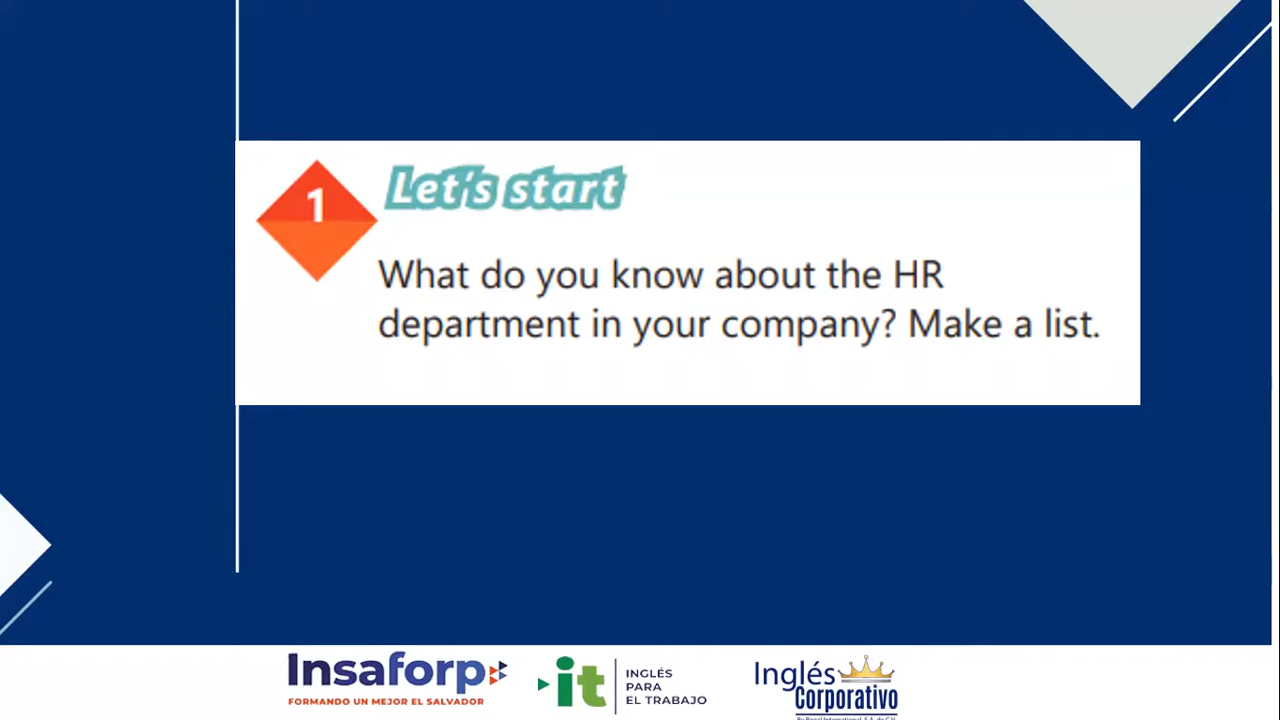 1
Let's start
What do you know about the HR
department in your company? Make a list.
Insaforp
FORMANDO UN MEJOR EL SALVADOR
it
INGLÉS
PARA
EL TRABAJO
Inglés
Corporativo